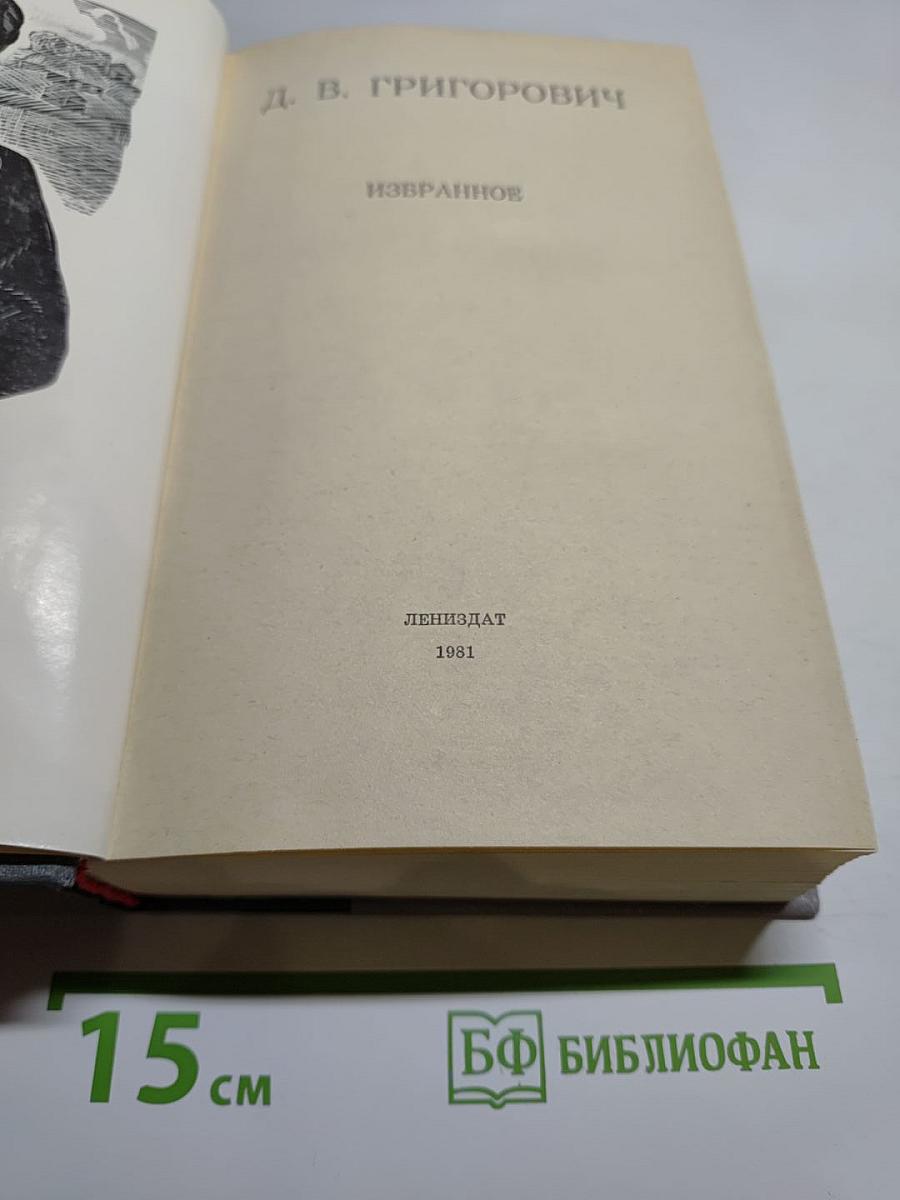 Д. В. ГРИГОРОВИЧ
ИЗБРАННОЕ
ЛЕНИЗДАТ
1981
15 см
БФ БИБЛИОФАН